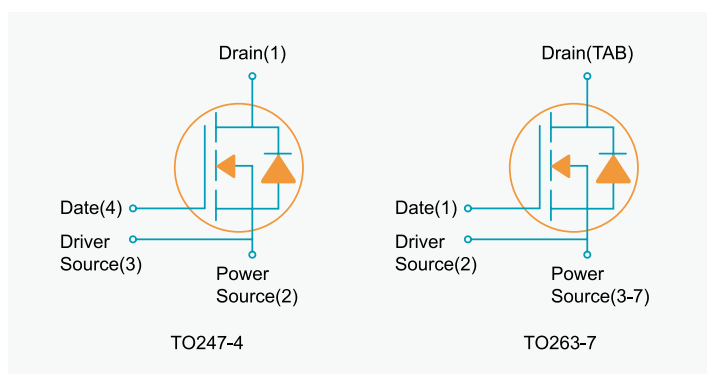 Drain(1)
Date(4)
Driver
Source(3)
Power
Source(2)
TO247-4
Drain(TAB)
Date(1)
Driver
Source(2)
Power
Source(3-7)
TO263-7